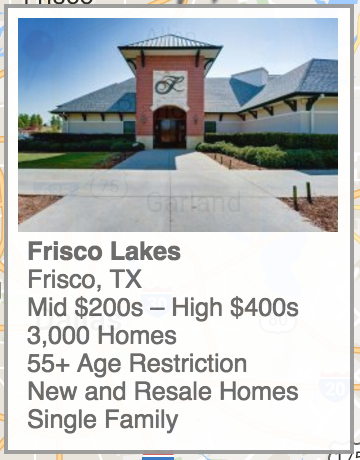 Garland
Frisco Lakes
Frisco, TX
Mid $200s – High $400s
3,000 Homes
55+ Age Restriction
New and Resale Homes
Single Family